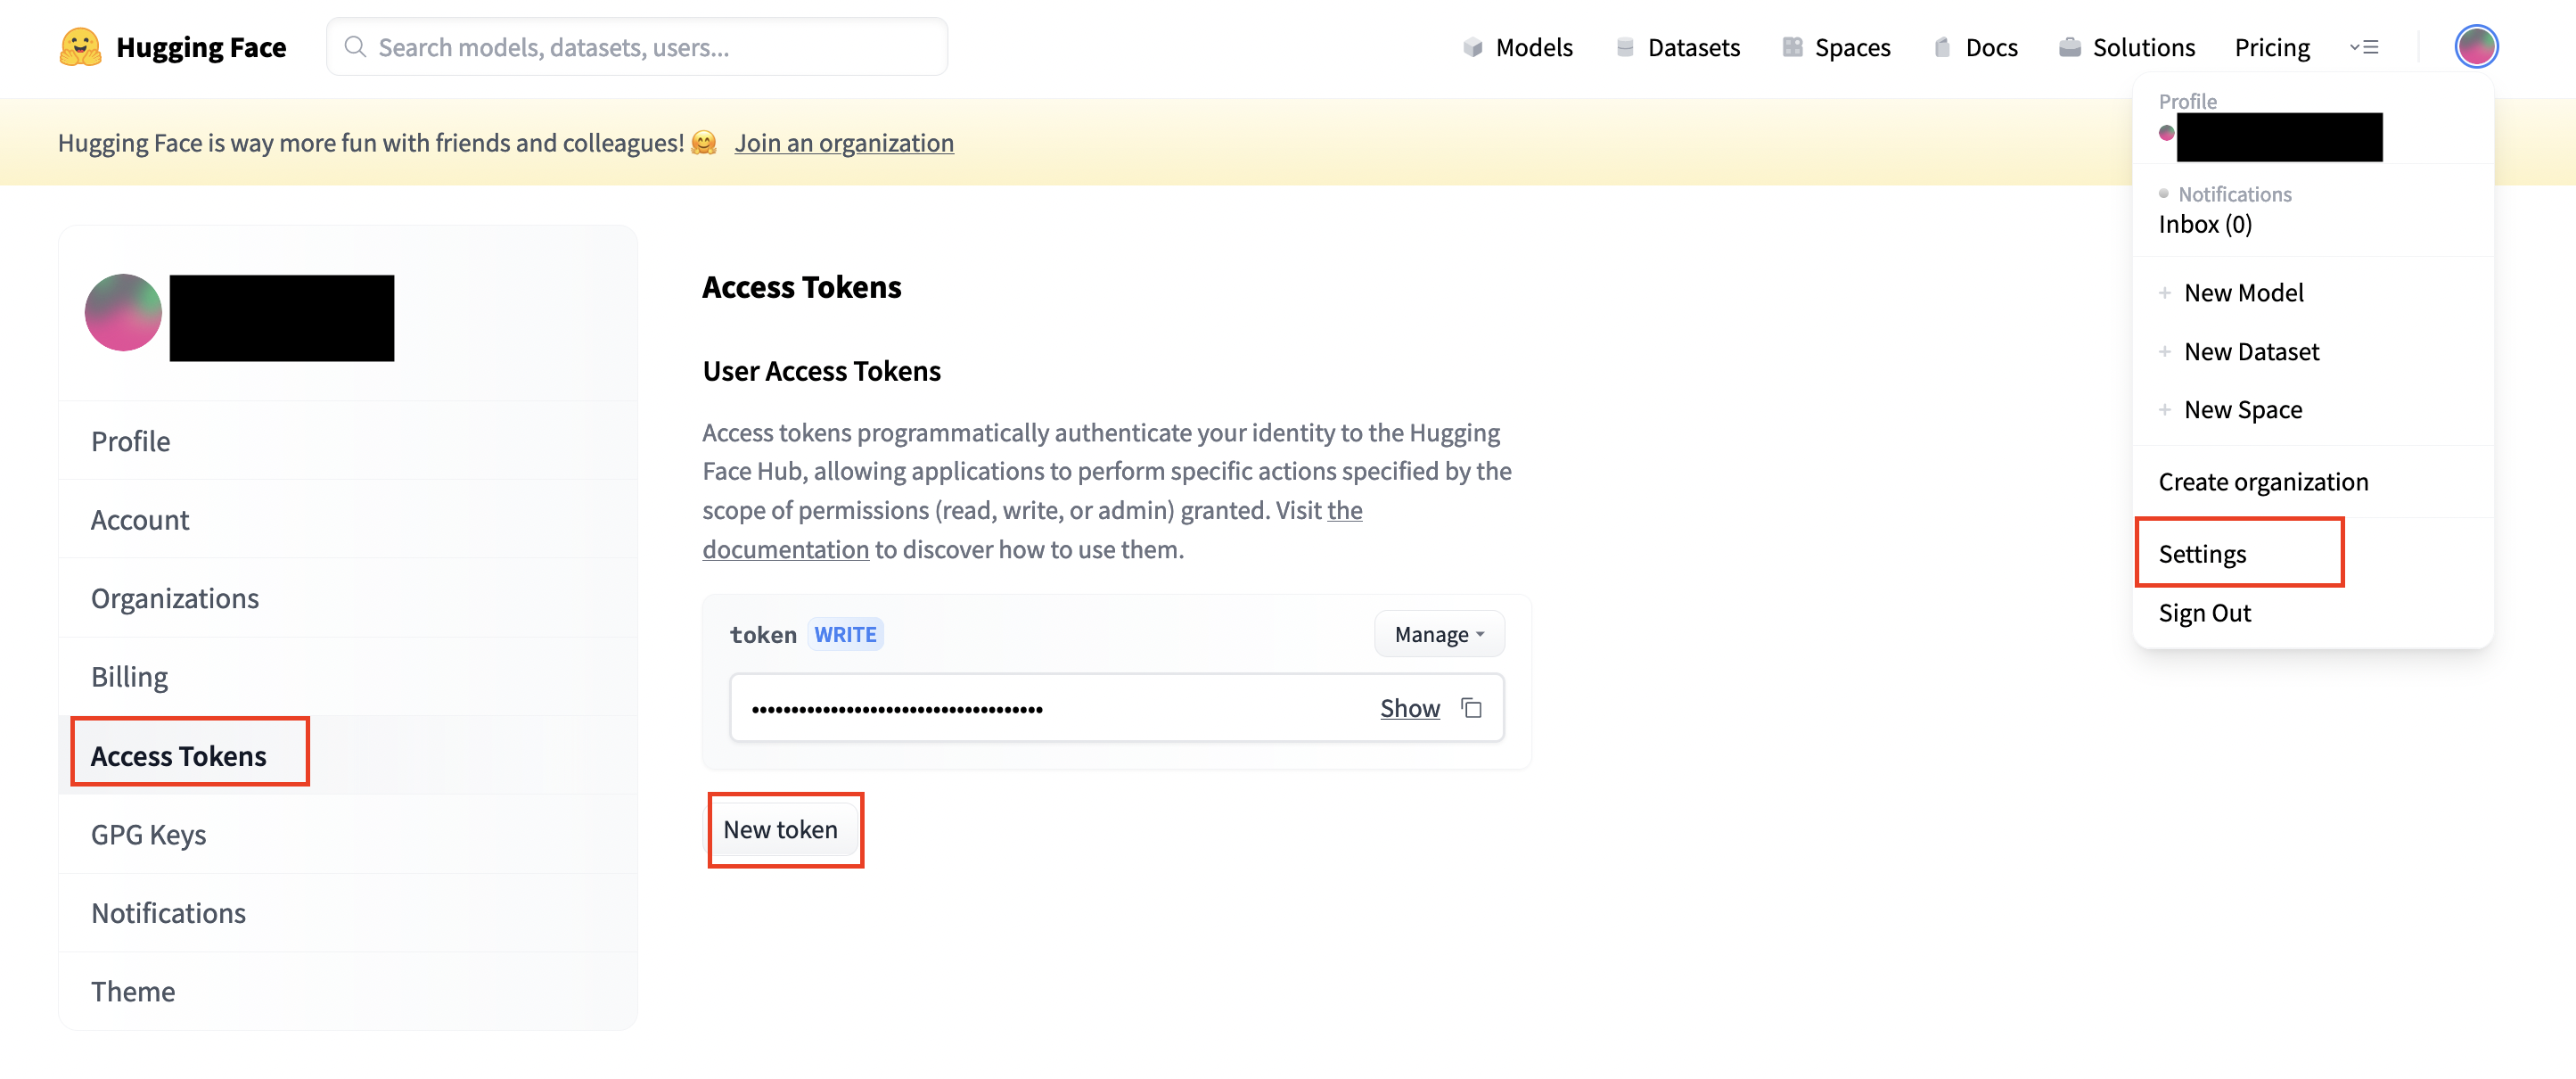 Hugging Face
Search models, datasets, users...
Models
Datasets
Spaces
Docs
Solutions
Pricing
Hugging Face is way more fun with friends and colleagues! 🤗 Join an organization
Profile
Notifications
Inbox (0)
+ New Model
+ New Dataset
+ New Space
Create organization
Settings
Sign Out
Profile
Account
Organizations
Billing
Access Tokens
GPG Keys
Notifications
Theme
Access Tokens
User Access Tokens
Access tokens programmatically authenticate your identity to the Hugging
Face Hub, allowing applications to perform specific actions specified by the
scope of permissions (read, write, or admin) granted. Visit the
documentation to discover how to use them.
token WRITE
Manage
•••••••••••••••••••••••••••••••••••••
Show
New token